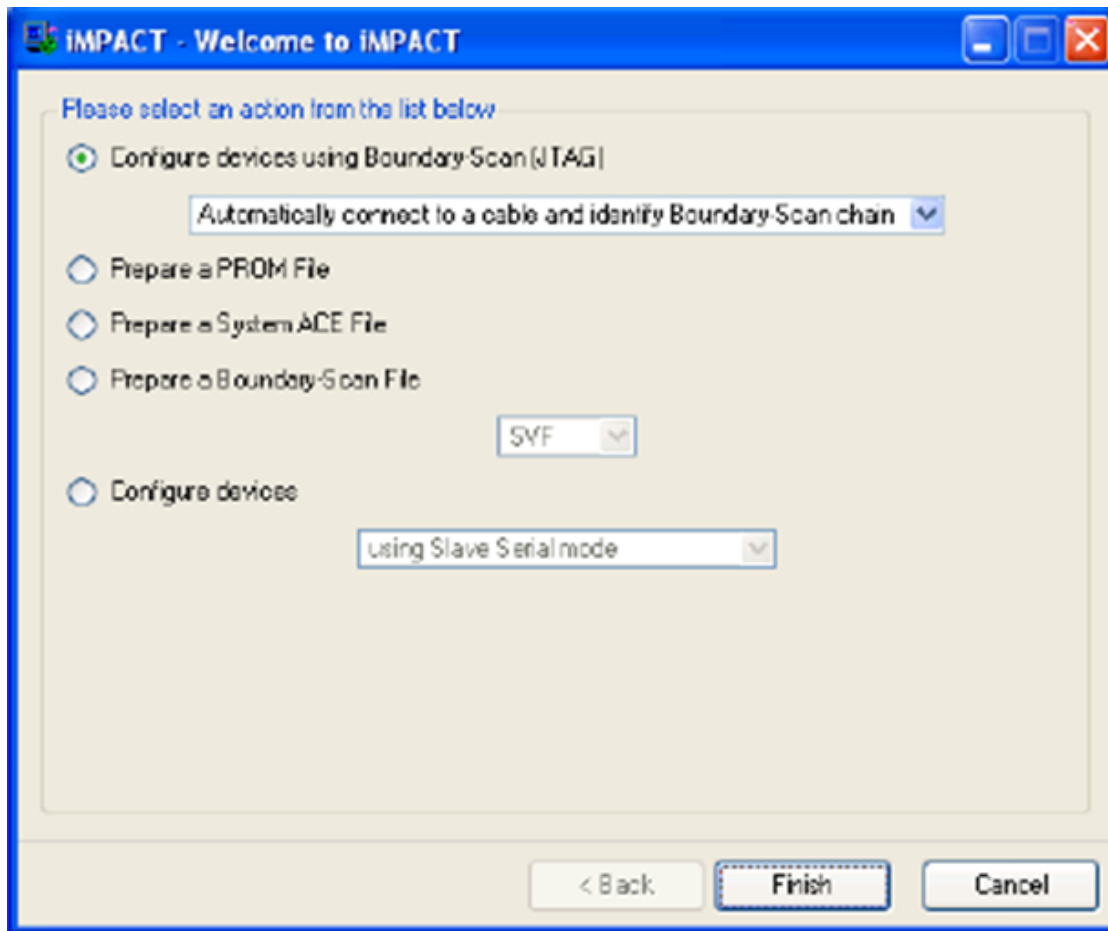 iMPACT - Welcome to iMPACT
Please select an action from the list below
Configure devices using Boundary-Scan (JTAG)
Automatically connect to a cable and identify Boundary-Scan chain
Prepare a PROM File
Prepare a System ACE File
Prepare a Boundary-Scan File
SVF
Configure devices
using Slave Serial mode
< Back Finish Cancel